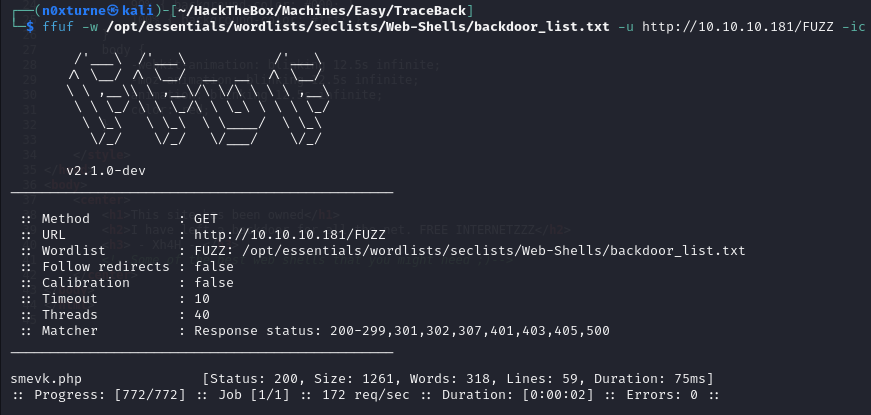 ┌──(n0xturne㉿kali)-[~/HackTheBox/Machines/Easy/TraceBack]
└─$ ffuf -w /opt/essentials/wordlists/seclists/Web-Shells/backdoor_list.txt -u http://10.10.10.181/FUZZ -ic
v2.1.0-dev
:: Method : GET
:: URL : http://10.10.10.181/FUZZ
:: Wordlist : FUZZ: /opt/essentials/wordlists/seclists/Web-Shells/backdoor_list.txt
:: Follow redirects : false
:: Calibration : false
:: Timeout : 10
:: Threads : 40
:: Matcher : Response status: 200-299,301,302,307,401,403,405,500
smevk.php [Status: 200, Size: 1261, Words: 318, Lines: 59, Duration: 75ms]
:: Progress: [772/772] :: Job [1/1] :: 172 req/sec :: Duration: [0:00:02] :: Errors: 0 ::